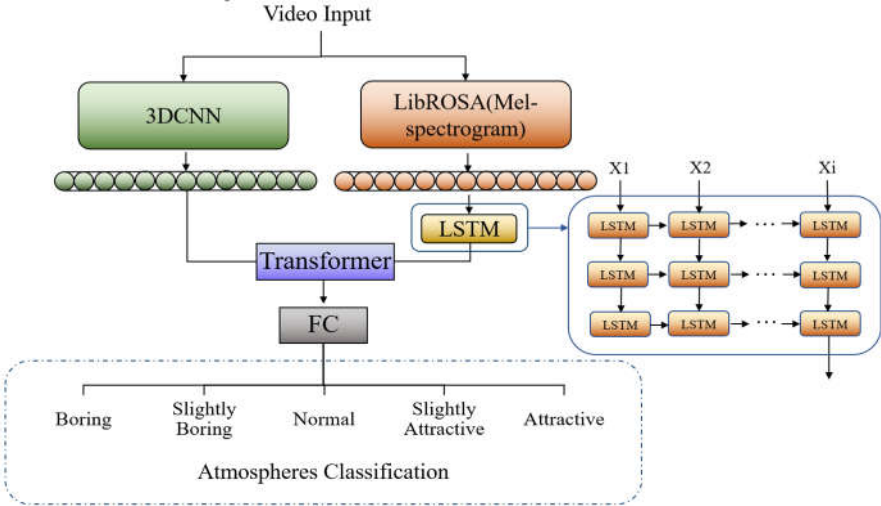 Video Input
3DCNN
LibROSA(Mel-
spectrogram)
X1 X2 Xi
LSTM
LSTM LSTM ··· LSTM
LSTM LSTM ··· LSTM
LSTM LSTM ··· LSTM
Transformer
FC
Boring
Slightly
Boring
Normal
Slightly
Attractive
Attractive
Atmospheres Classification